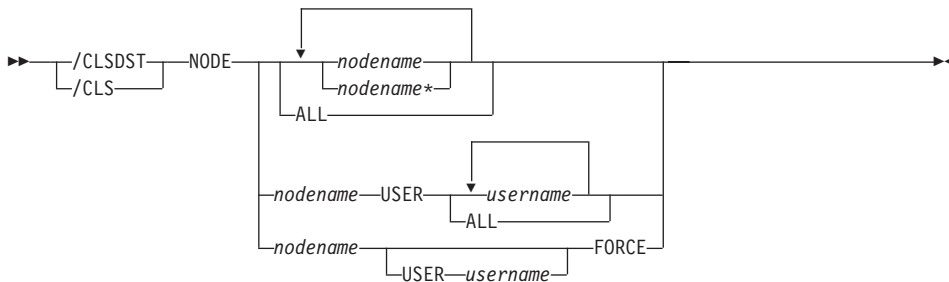 /CLSDST NODE nodename
/CLS nodename*
ALL
nodename USER username
ALL
nodename FORCE
USER username